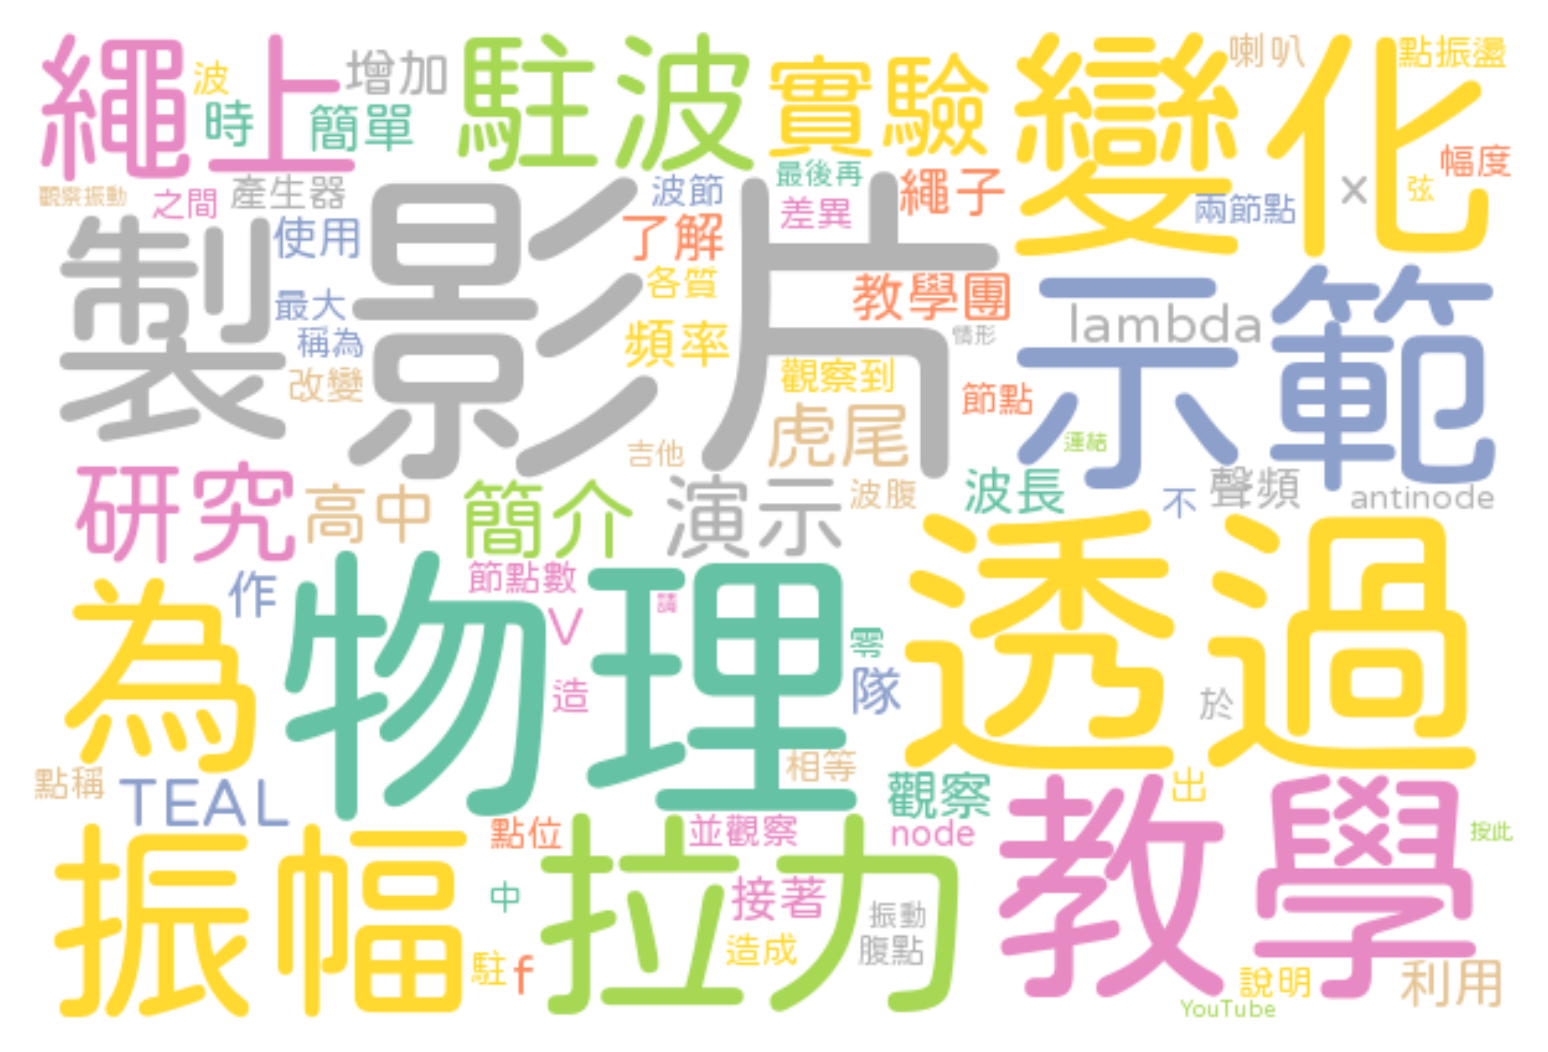 繩上
波
時
增加
簡單
駐波
實驗
變化
喇叭
點振盪
幅度
弦
x
兩節點
觀察振動
之間
產生器
使用
製
影片
波節
了解
最後再
差異
繩子
各質
頻率
教學團
情形
觀察到
示範
lambda
最大
稱為
改變
節點
連結
虎尾
吉他
研究
高中
簡介
演示
波腹
波長
不
聲頻
antinode
為
作
物理
節點數
V
造
請
零
隊
透過
於
點稱
TEAL
相等
觀察
node
並觀察
出
教學
按此
振幅
點位
中
駐
f
拉力
接著
造成
振動
腹點
說明
利用
YouTube